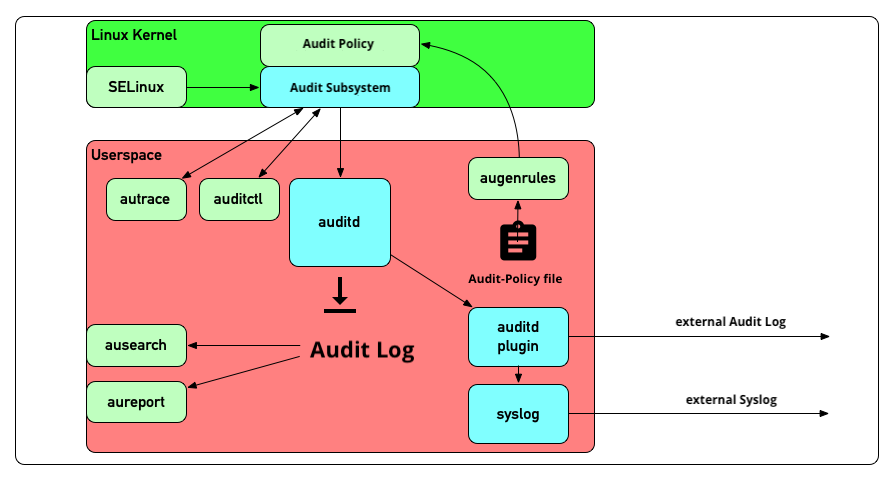 Linux Kernel
Audit Policy
SELinux
Audit Subsystem
Userspace
autrace
auditctl
auditd
augenrules
Audit-Policy file
ausearch
Audit Log
aureport
auditd
plugin
external Audit Log
syslog
external Syslog